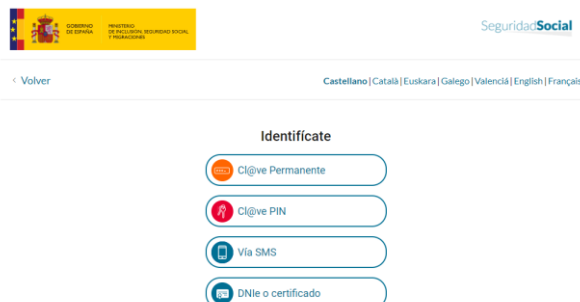 GOBIERNO
DE ESPAÑA
MINISTERIO
DE INCLUSIÓN, SEGURIDAD SOCIAL
Y MIGRACIONES
SeguridadSocial
< Volver
Castellano | Català | Euskara | Galego | Valencià | English | Français
Identifícate
Cl@ve Permanente
Cl@ve PIN
Vía SMS
DNIe o certificado